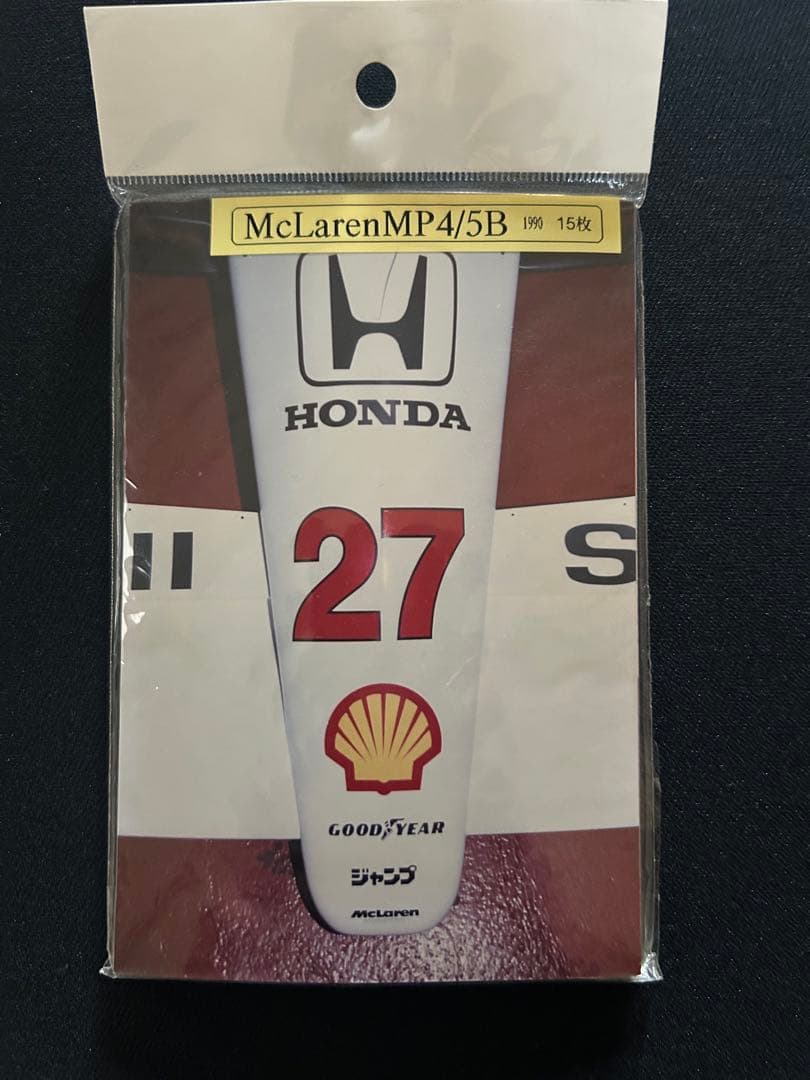 McLarenMP4/5B 1990 15枚
HONDA
27
S
GOODYEAR
ジャンプ
McLaren